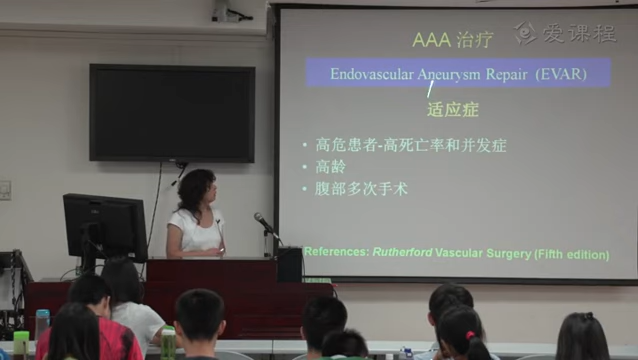 爱课程
AAA 治疗
Endovascular Aneurysm Repair (EVAR)
适应症
• 高危患者-高死亡率和并发症
• 高龄
• 腹部多次手术
References: Rutherford Vascular Surgery (Fifth edition)